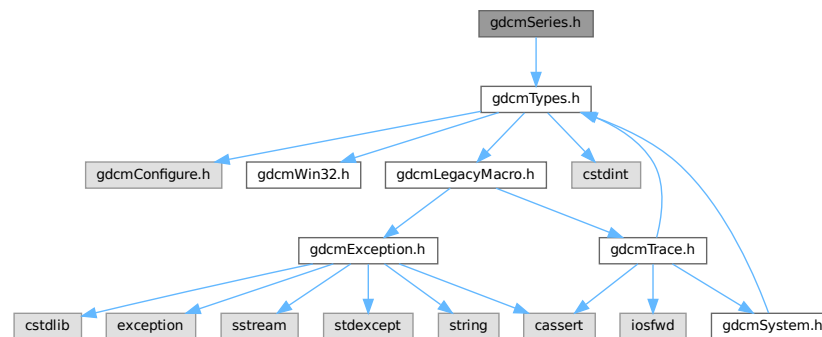 gdcmSeries.h
gdcmTypes.h
gdcmConfigure.h
gdcmWin32.h
gdcmLegacyMacro.h
cstdint
gdcmException.h
gdcmTrace.h
cstdlib
exception
sstream
stdexcept
string
cassert
iosfwd
gdcmSystem.h